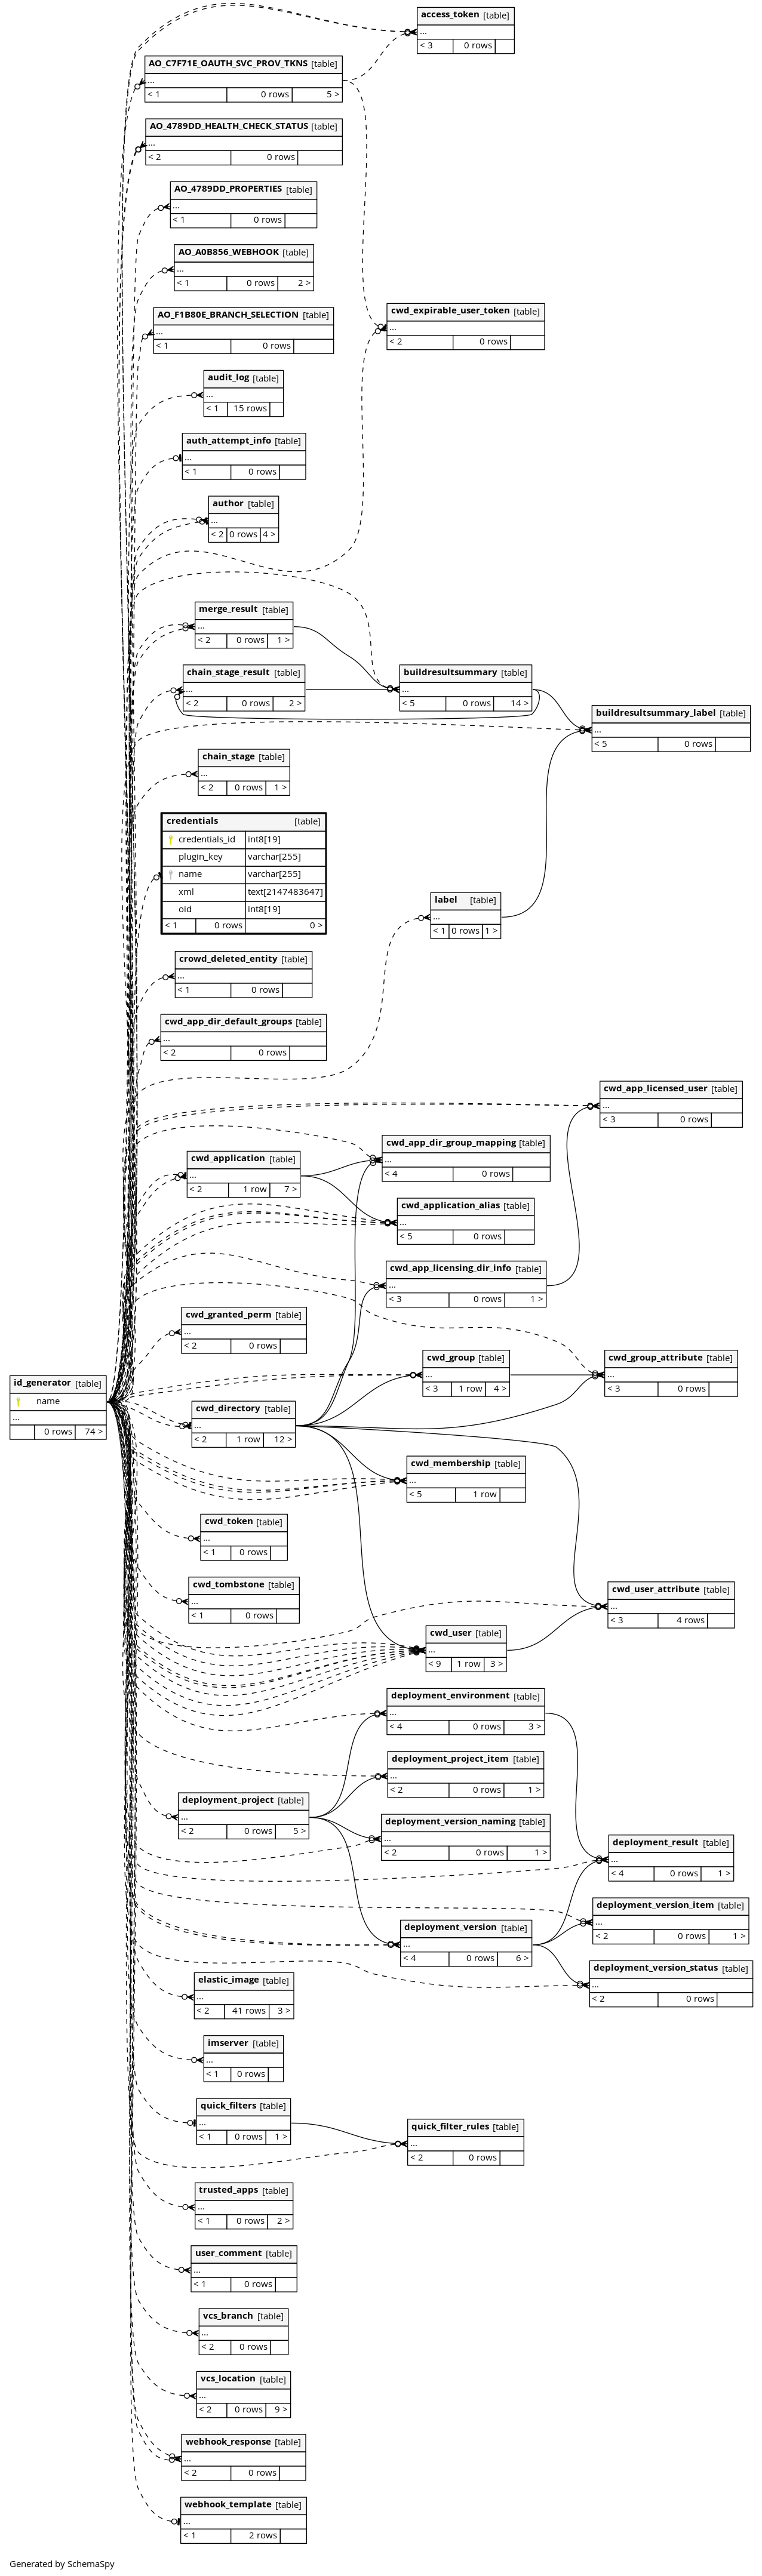 access_token [table]
...
< 3 0 rows
AO_C7F71E_OAUTH_SVC_PROV_TKNS [table]
...
< 1 0 rows 5 >
AO_4789DD_HEALTH_CHECK_STATUS [table]
...
< 2 0 rows
AO_4789DD_PROPERTIES [table]
...
< 1 0 rows
AO_A0B856_WEBHOOK [table]
...
< 1 0 rows 2 >
AO_F1B80E_BRANCH_SELECTION [table]
...
< 1 0 rows
cwd_expirable_user_token [table]
...
< 2 0 rows
audit_log [table]
...
< 1 15 rows
auth_attempt_info [table]
...
< 1 0 rows
author [table]
...
< 2 0 rows 4 >
merge_result [table]
...
< 2 0 rows 1 >
chain_stage_result [table]
...
< 2 0 rows 2 >
buildresultsummary [table]
...
< 5 0 rows 14 >
buildresultsummary_label [table]
...
< 5 0 rows
chain_stage [table]
...
< 2 0 rows 1 >
credentials [table]
credentials_id int8[19]
plugin_key varchar[255]
name varchar[255]
xml text[2147483647]
oid int8[19]
< 1 0 rows 0 >
label [table]
...
< 1 0 rows 1 >
crowd_deleted_entity [table]
...
< 1 0 rows
cwd_app_dir_default_groups [table]
...
< 2 0 rows
cwd_app_licensed_user [table]
...
< 3 0 rows
cwd_app_dir_group_mapping [table]
...
< 4 0 rows
cwd_application [table]
...
< 2 1 row 7 >
cwd_application_alias [table]
...
< 5 0 rows
cwd_app_licensing_dir_info [table]
...
< 3 0 rows 1 >
cwd_granted_perm [table]
...
< 2 0 rows
cwd_group [table]
...
< 3 1 row 4 >
cwd_group_attribute [table]
...
< 3 0 rows
id_generator [table]
name
...
0 rows 74 >
cwd_directory [table]
...
< 2 1 row 12 >
cwd_membership [table]
...
< 5 1 row
cwd_token [table]
...
< 1 0 rows
cwd_tombstone [table]
...
< 1 0 rows
cwd_user_attribute [table]
...
< 3 4 rows
cwd_user [table]
...
< 9 1 row 3 >
deployment_environment [table]
...
< 4 0 rows 3 >
deployment_project_item [table]
...
< 2 0 rows 1 >
deployment_project [table]
...
< 2 0 rows 5 >
deployment_version_naming [table]
...
< 2 0 rows 1 >
deployment_result [table]
...
< 4 0 rows 1 >
deployment_version_item [table]
...
< 2 0 rows 1 >
deployment_version [table]
...
< 4 0 rows 6 >
deployment_version_status [table]
...
< 2 0 rows
elastic_image [table]
...
< 2 41 rows 3 >
imserver [table]
...
< 1 0 rows
quick_filters [table]
...
< 1 0 rows 1 >
quick_filter_rules [table]
...
< 2 0 rows
trusted_apps [table]
...
< 1 0 rows 2 >
user_comment [table]
...
< 1 0 rows
vcs_branch [table]
...
< 2 0 rows
vcs_location [table]
...
< 2 0 rows 9 >
webhook_response [table]
...
< 2 0 rows
webhook_template [table]
...
< 1 2 rows
Generated by SchemaSpy